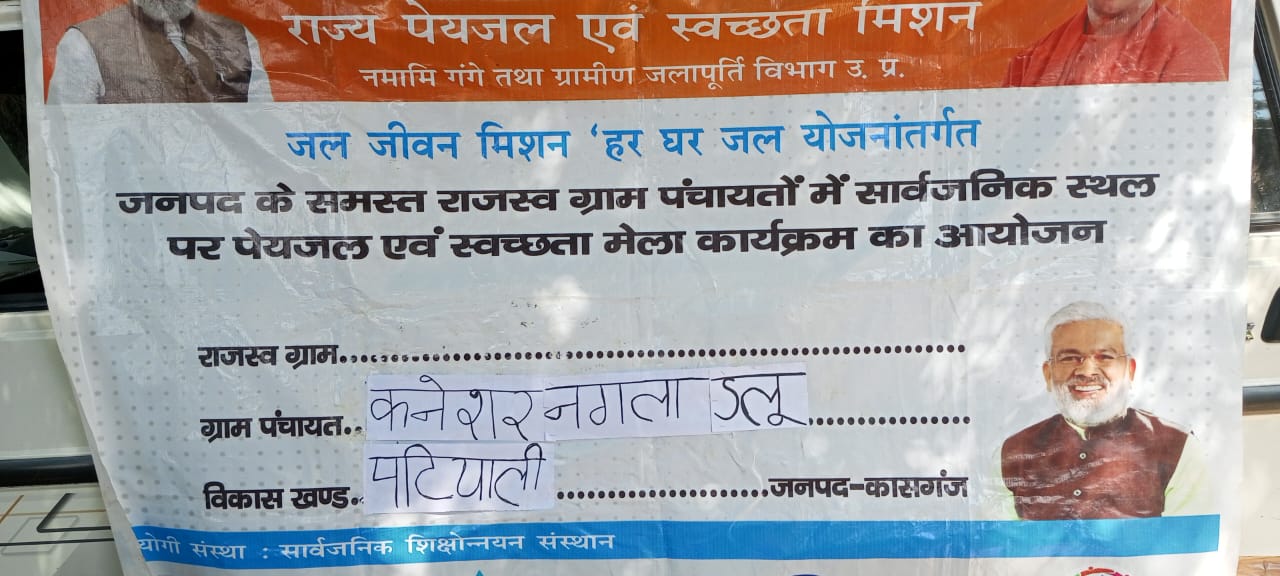 राज्य पेयजल एवं स्वच्छता मिशन
नमामि गंगे तथा ग्रामीण जलापूर्ति विभाग उ. प्र.
जल जीवन मिशन ‘हर घर जल योजनांतर्गत
जनपद के समस्त राजस्व ग्राम पंचायतों में सार्वजनिक स्थल
पर पेयजल एवं स्वच्छता मेला कार्यक्रम का आयोजन
राजस्व ग्राम......................................................................
ग्राम पंचायत.. कनेशर नगला डलू ..................
विकास खण्ड.. पटियाली ........................जनपद-कासगंज
योगी संस्था : सार्वजनिक शिक्षोन्नयन संस्थान